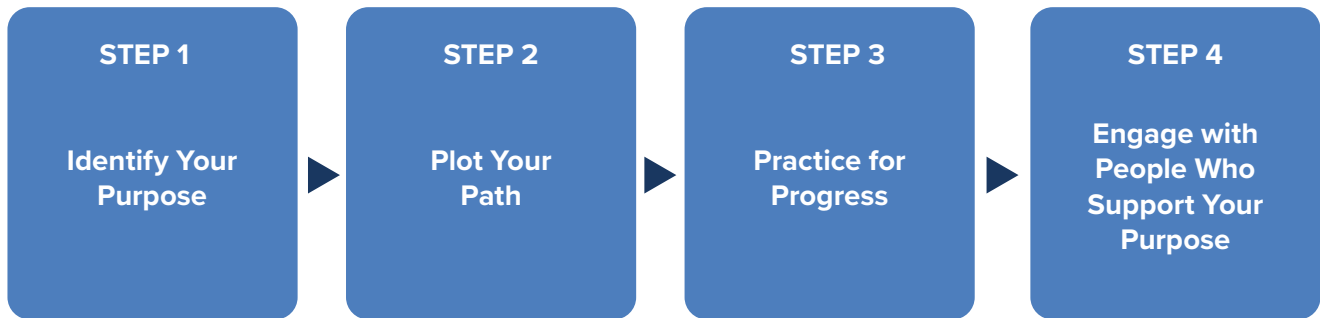 STEP 1
Identify Your
Purpose
STEP 2
Plot Your
Path
STEP 3
Practice for
Progress
STEP 4
Engage with
People Who
Support Your
Purpose